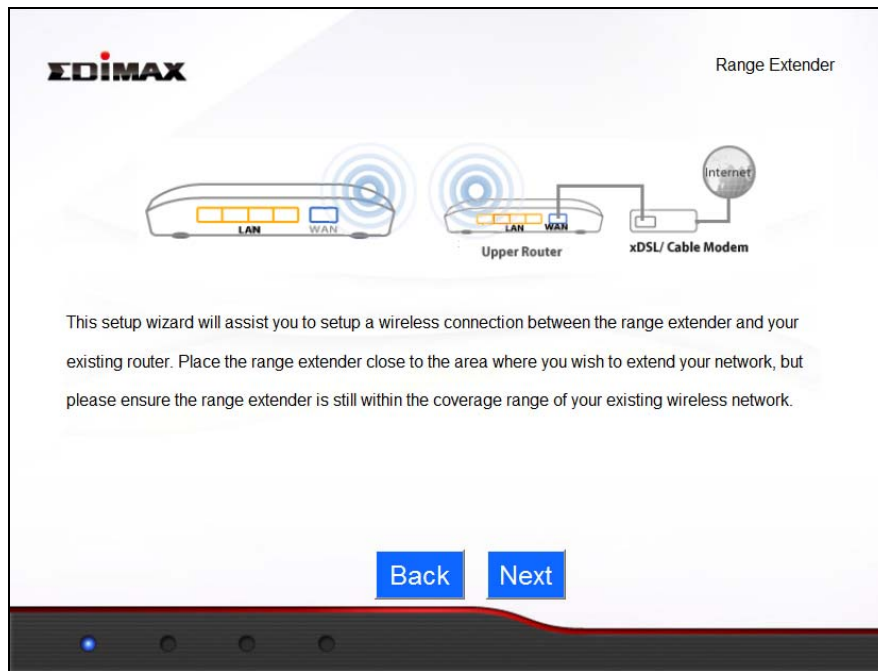 EDIMAX
Range Extender
Internet
LAN WAN
LAN WAN
Upper Router
xDSL/ Cable Modem
This setup wizard will assist you to setup a wireless connection between the range extender and your
existing router. Place the range extender close to the area where you wish to extend your network, but
please ensure the range extender is still within the coverage range of your existing wireless network.
Back Next